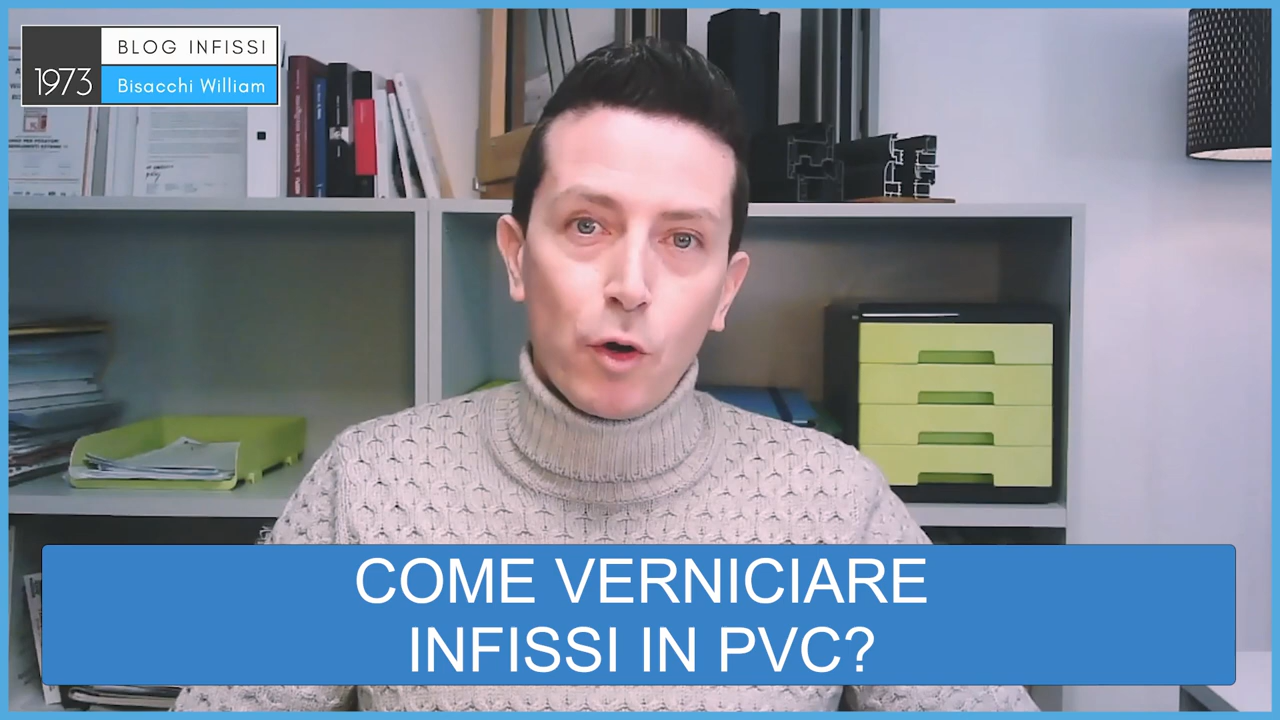 BLOG INFISSI
1973
Bisacchi William
COME VERNICIARE
INFISSI IN PVC?